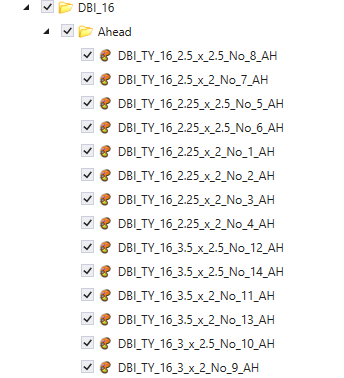 DBI_16
Ahead
DBI_TY_16_2.5_x_2.5_No_8_AH
DBI_TY_16_2.5_x_2_No_7_AH
DBI_TY_16_2.25_x_2.5_No_5_AH
DBI_TY_16_2.25_x_2.5_No_6_AH
DBI_TY_16_2.25_x_2_No_1_AH
DBI_TY_16_2.25_x_2_No_2_AH
DBI_TY_16_2.25_x_2_No_3_AH
DBI_TY_16_2.25_x_2_No_4_AH
DBI_TY_16_3.5_x_2.5_No_12_AH
DBI_TY_16_3.5_x_2.5_No_14_AH
DBI_TY_16_3.5_x_2_No_11_AH
DBI_TY_16_3.5_x_2_No_13_AH
DBI_TY_16_3_x_2.5_No_10_AH
DBI_TY_16_3_x_2_No_9_AH